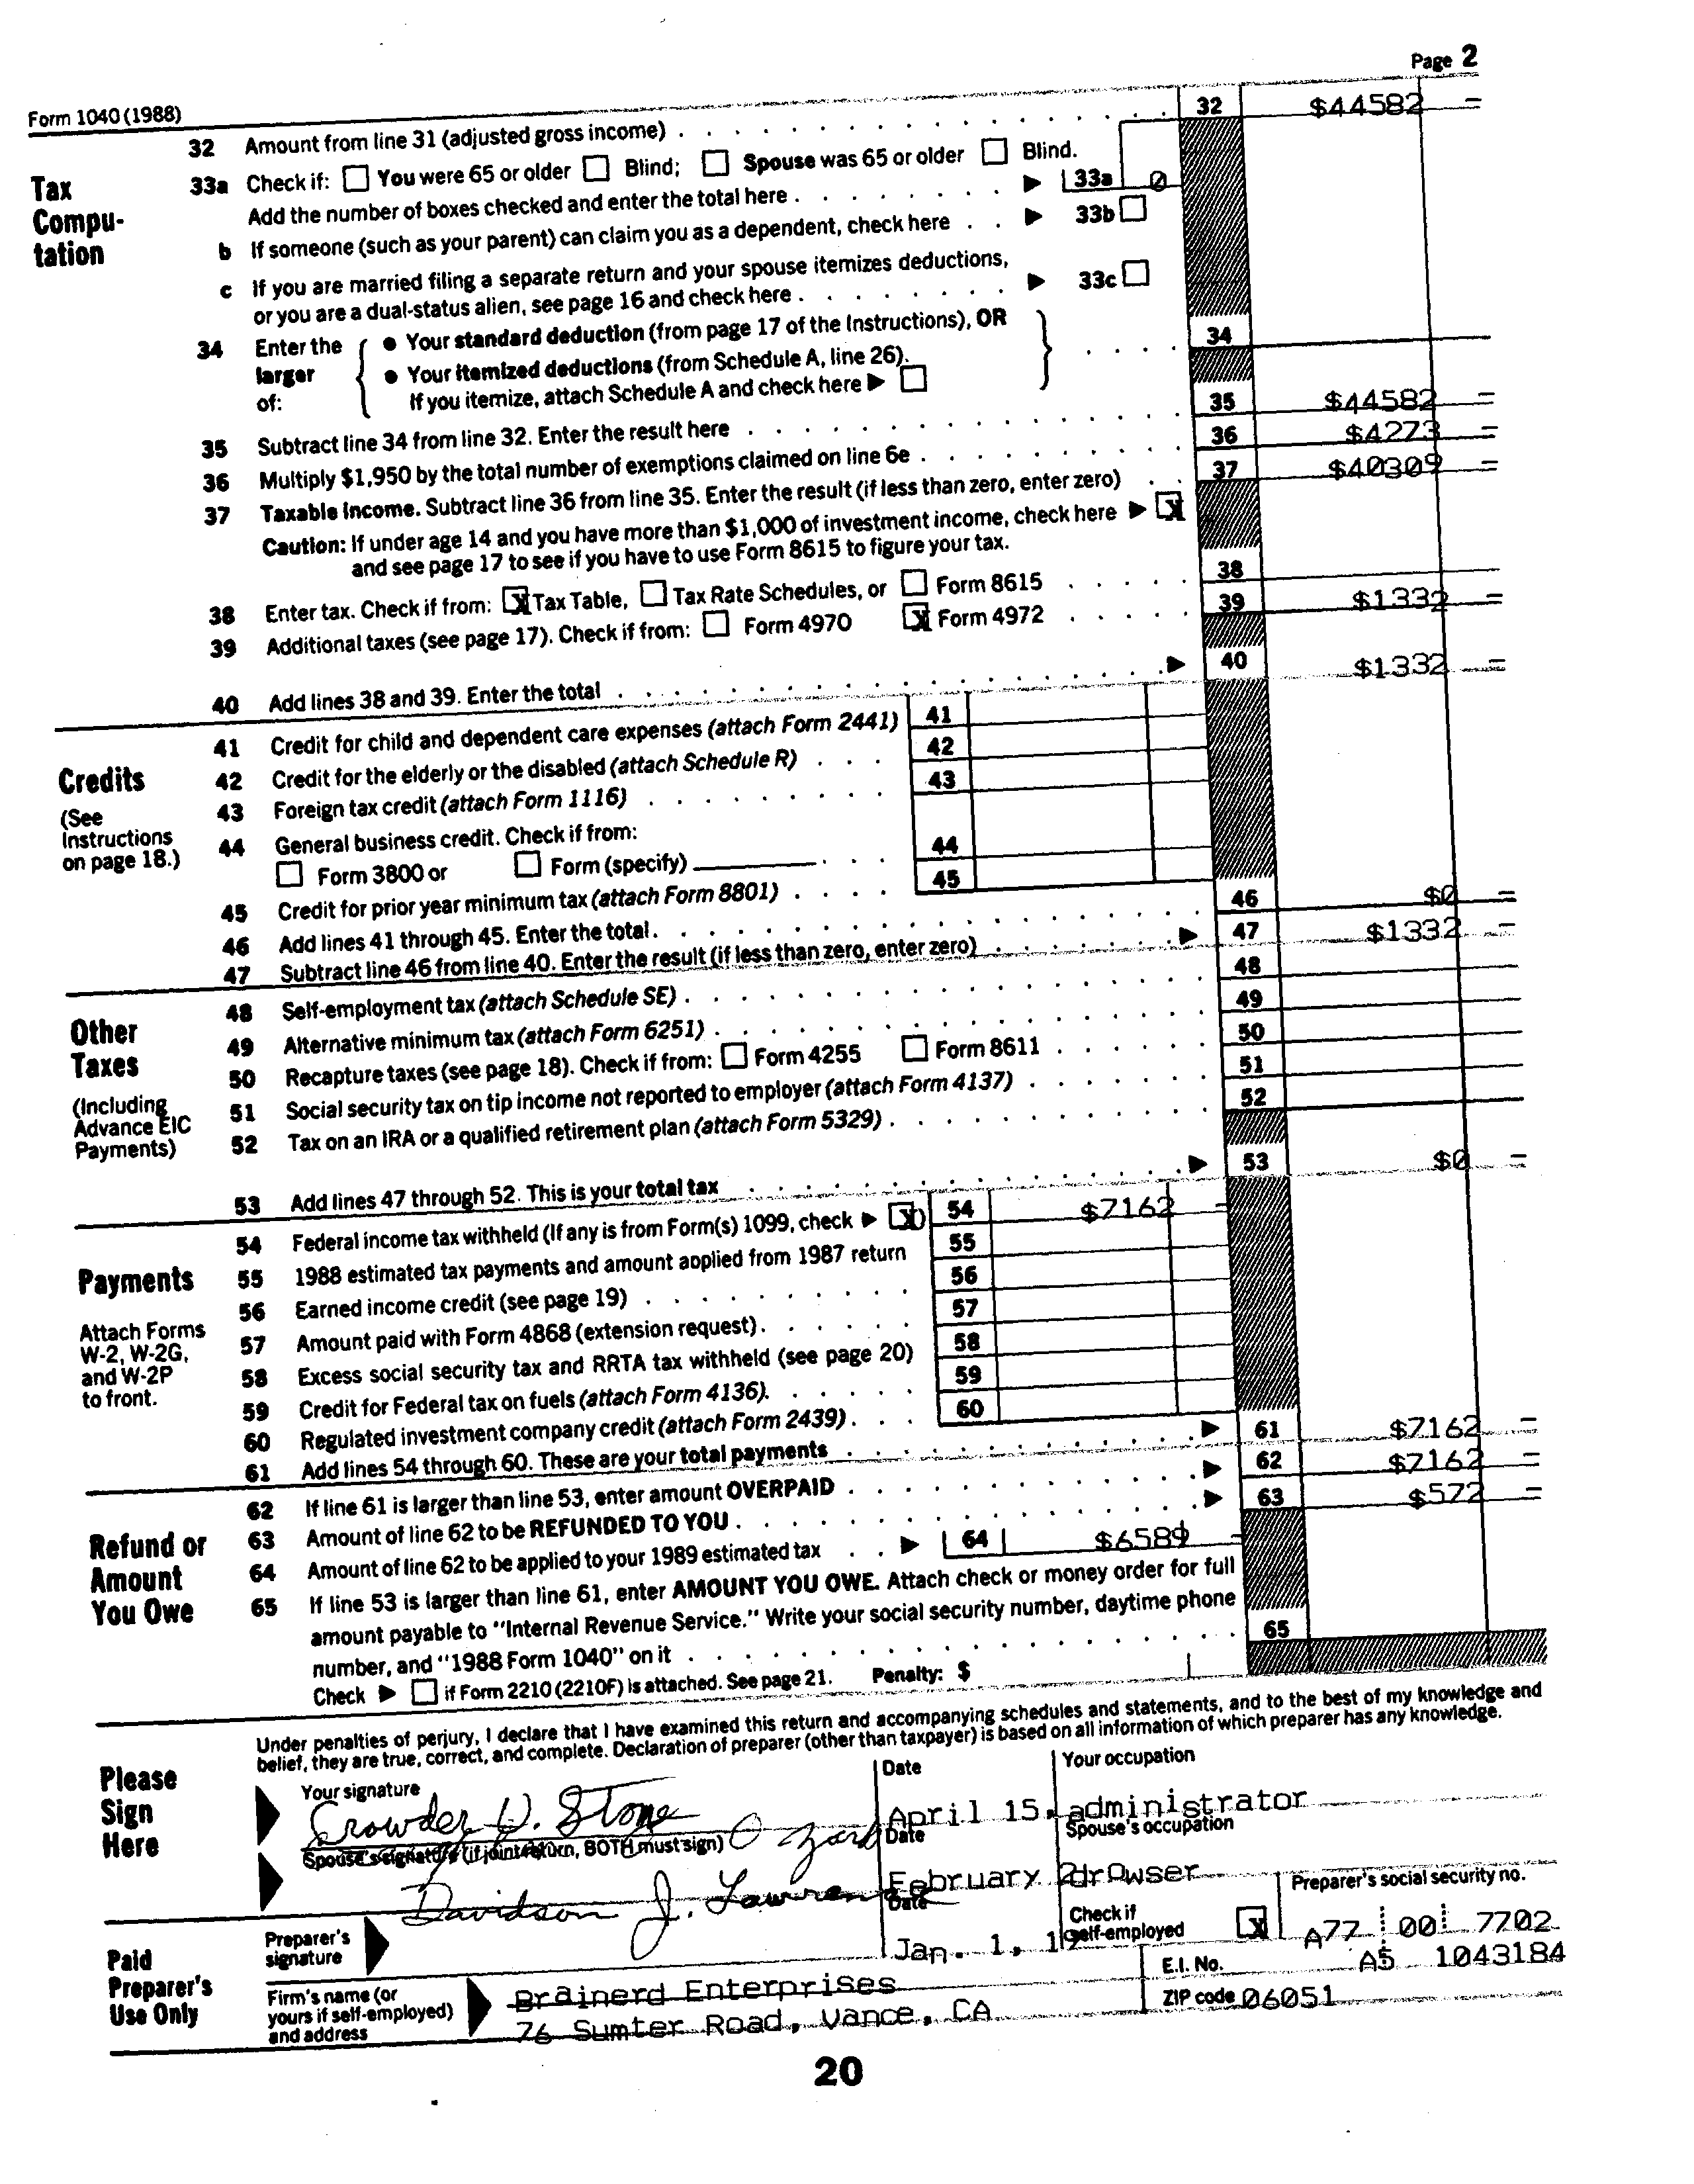 Page 2
Form 1040 (1988)
32 Amount from line 31 (adjusted gross income) 32 $44582
Tax Compu-tation
33a Check if: You were 65 or older Blind; Spouse was 65 or older Blind.
Add the number of boxes checked and enter the total here 33a 0
b If someone (such as your parent) can claim you as a dependent, check here 33b
c If you are married filing a separate return and your spouse itemizes deductions,
or you are a dual-status alien, see page 16 and check here 33c
34 Enter the larger of: { ● Your standard deduction (from page 17 of the Instructions), OR } 34
● Your itemized deductions (from Schedule A, line 26).
If you itemize, attach Schedule A and check here ▶
35 Subtract line 34 from line 32. Enter the result here 35 $44582
36 Multiply $1,950 by the total number of exemptions claimed on line 6e 36 $4273
37 Taxable income. Subtract line 36 from line 35. Enter the result (if less than zero, enter zero) 37 $40309
Caution: If under age 14 and you have more than $1,000 of investment income, check here ▶ X
and see page 17 to see if you have to use Form 8615 to figure your tax.
38 Enter tax. Check if from: X Tax Table, Tax Rate Schedules, or Form 8615 38
39 Additional taxes (see page 17). Check if from: Form 4970 X Form 4972 39 $1332
40 Add lines 38 and 39. Enter the total ▶ 40 $1332
Credits
(See Instructions on page 18.)
41 Credit for child and dependent care expenses (attach Form 2441) 41
42 Credit for the elderly or the disabled (attach Schedule R) 42
43 Foreign tax credit (attach Form 1116) 43
44 General business credit. Check if from:
Form 3800 or Form (specify) 44
45 Credit for prior year minimum tax (attach Form 8801) 45
46 Add lines 41 through 45. Enter the total 46 $0
47 Subtract line 46 from line 40. Enter the result (if less than zero, enter zero) ▶ 47 $1332
Other Taxes
(Including Advance EIC Payments)
48 Self-employment tax (attach Schedule SE) 48
49 Alternative minimum tax (attach Form 6251) 49
50 Recapture taxes (see page 18). Check if from: Form 4255 Form 8611 50
51 Social security tax on tip income not reported to employer (attach Form 4137) 51
52 Tax on an IRA or a qualified retirement plan (attach Form 5329) 52
53 Add lines 47 through 52. This is your total tax ▶ 53 $0
Payments
Attach Forms W-2, W-2G, and W-2P to front.
54 Federal income tax withheld (If any is from Form(s) 1099, check ▶ X ) 54 $7162
55 1988 estimated tax payments and amount applied from 1987 return 55
56 Earned income credit (see page 19) 56
57 Amount paid with Form 4868 (extension request) 57
58 Excess social security tax and RRTA tax withheld (see page 20) 58
59 Credit for Federal tax on fuels (attach Form 4136) 59
60 Regulated investment company credit (attach Form 2439) 60
61 Add lines 54 through 60. These are your total payments ▶ 61 $7162
Refund or Amount You Owe
62 If line 61 is larger than line 53, enter amount OVERPAID ▶ 62 $7162
63 Amount of line 62 to be REFUNDED TO YOU ▶ 63 $572
64 Amount of line 62 to be applied to your 1989 estimated tax ▶ 64 $6589
65 If line 53 is larger than line 61, enter AMOUNT YOU OWE. Attach check or money order for full
amount payable to "Internal Revenue Service." Write your social security number, daytime phone
number, and "1988 Form 1040" on it 65
Check ▶ if Form 2210 (2210F) is attached. See page 21. Penalty: $
Please Sign Here
Under penalties of perjury, I declare that I have examined this return and accompanying schedules and statements, and to the best of my knowledge and
belief, they are true, correct, and complete. Declaration of preparer (other than taxpayer) is based on all information of which preparer has any knowledge.
Your signature Date Your occupation
Crowder D. Stone April 15, administrator
Spouse's signature (if joint return, BOTH must sign) Date Spouse's occupation
Ozark February 2 drowser
Paid Preparer's Use Only
Preparer's signature Davidson J. Lawrence Date Jan. 1, 19 Check if self-employed X Preparer's social security no. A77 00 7702
Firm's name (or yours if self-employed) and address Brainerd Enterprises E.I. No. A5 1043184
76 Sumter Road, Vance, CA ZIP code 06051
20